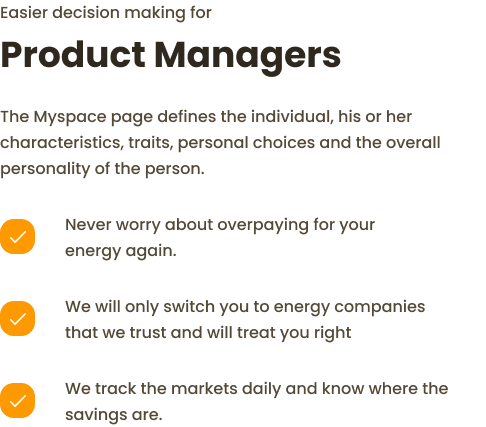 Easier decision making for
Product Managers
The Myspace page defines the individual, his or her
characteristics, traits, personal choices and the overall
personality of the person.
Never worry about overpaying for your
energy again.
We will only switch you to energy companies
that we trust and will treat you right
We track the markets daily and know where the
savings are.